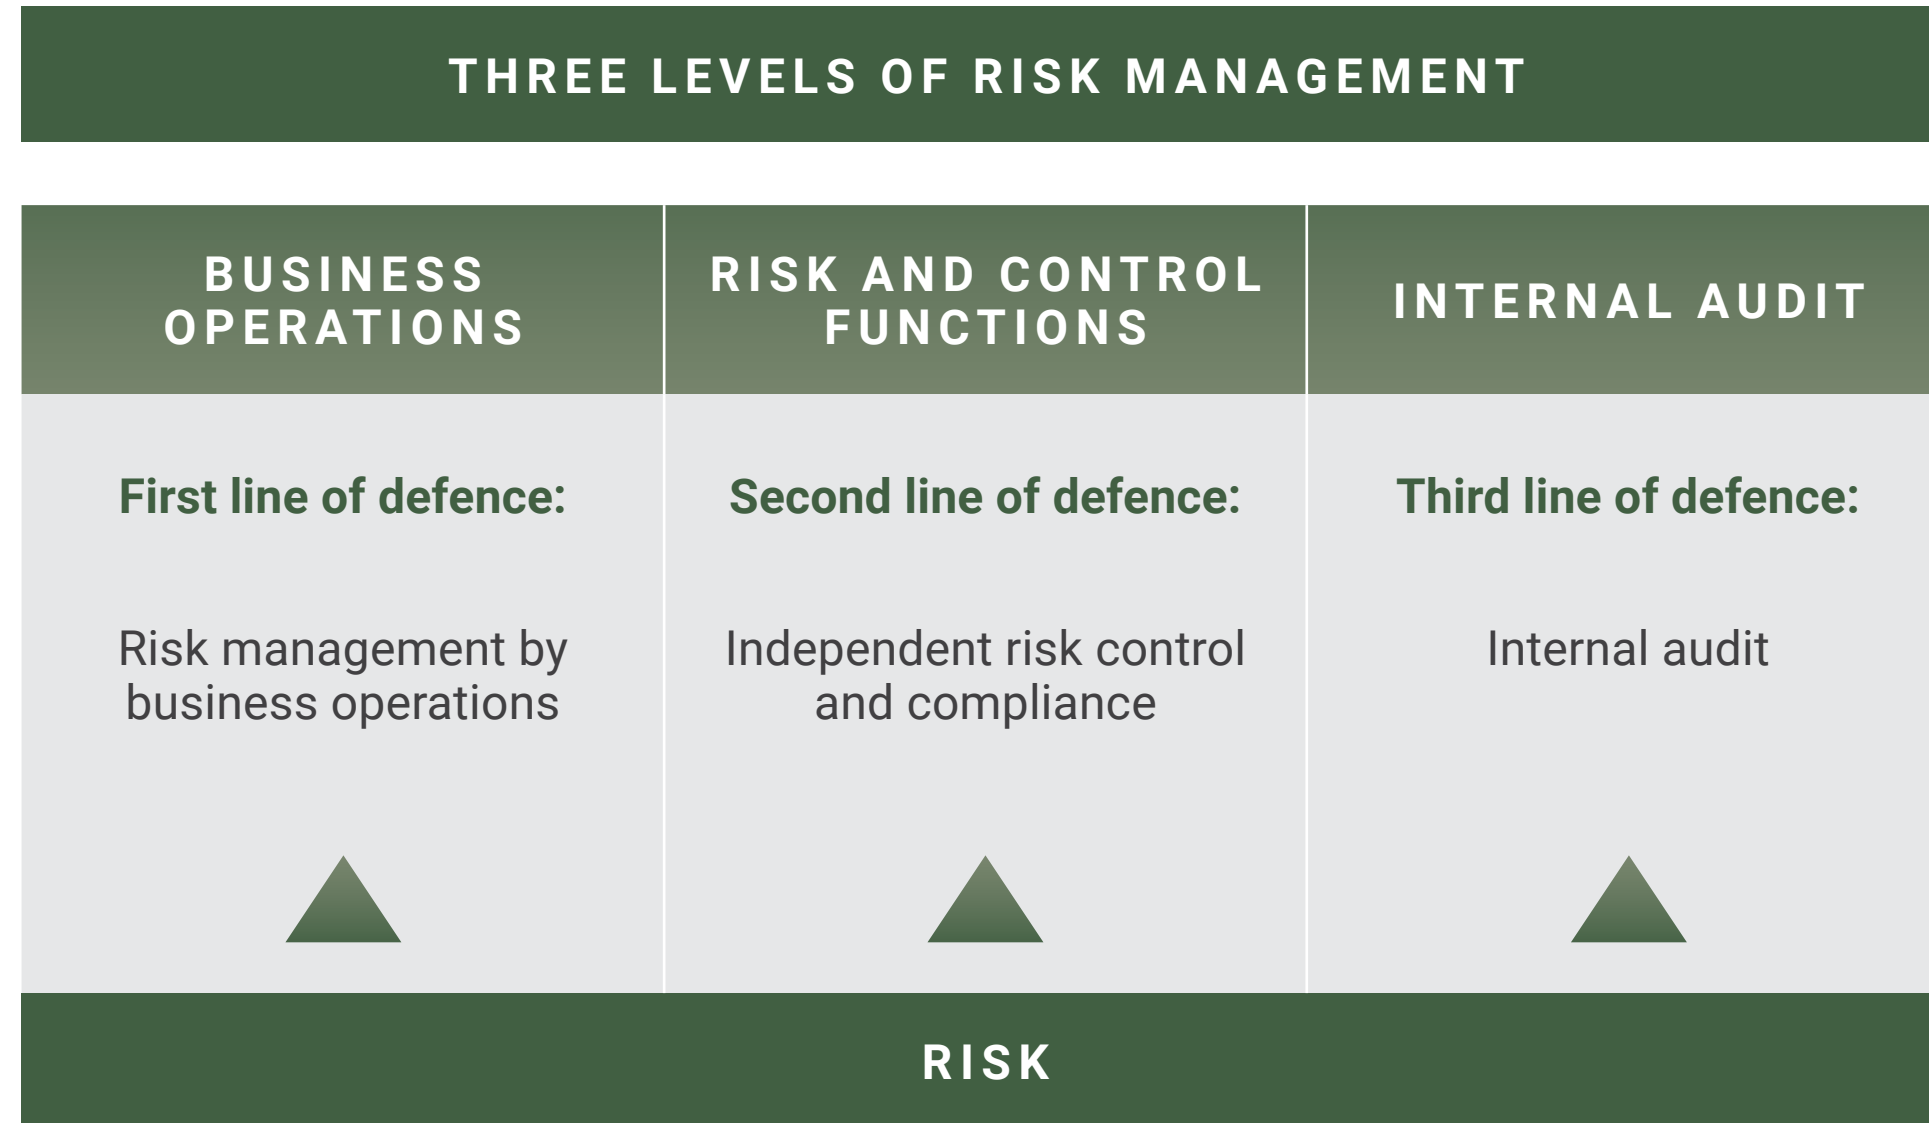 THREE LEVELS OF RISK MANAGEMENT
BUSINESS
OPERATIONS
First line of defence:
Risk management by
business operations
RISK AND CONTROL
FUNCTIONS
Second line of defence:
Independent risk control
and compliance
INTERNAL AUDIT
Third line of defence:
Internal audit
RISK